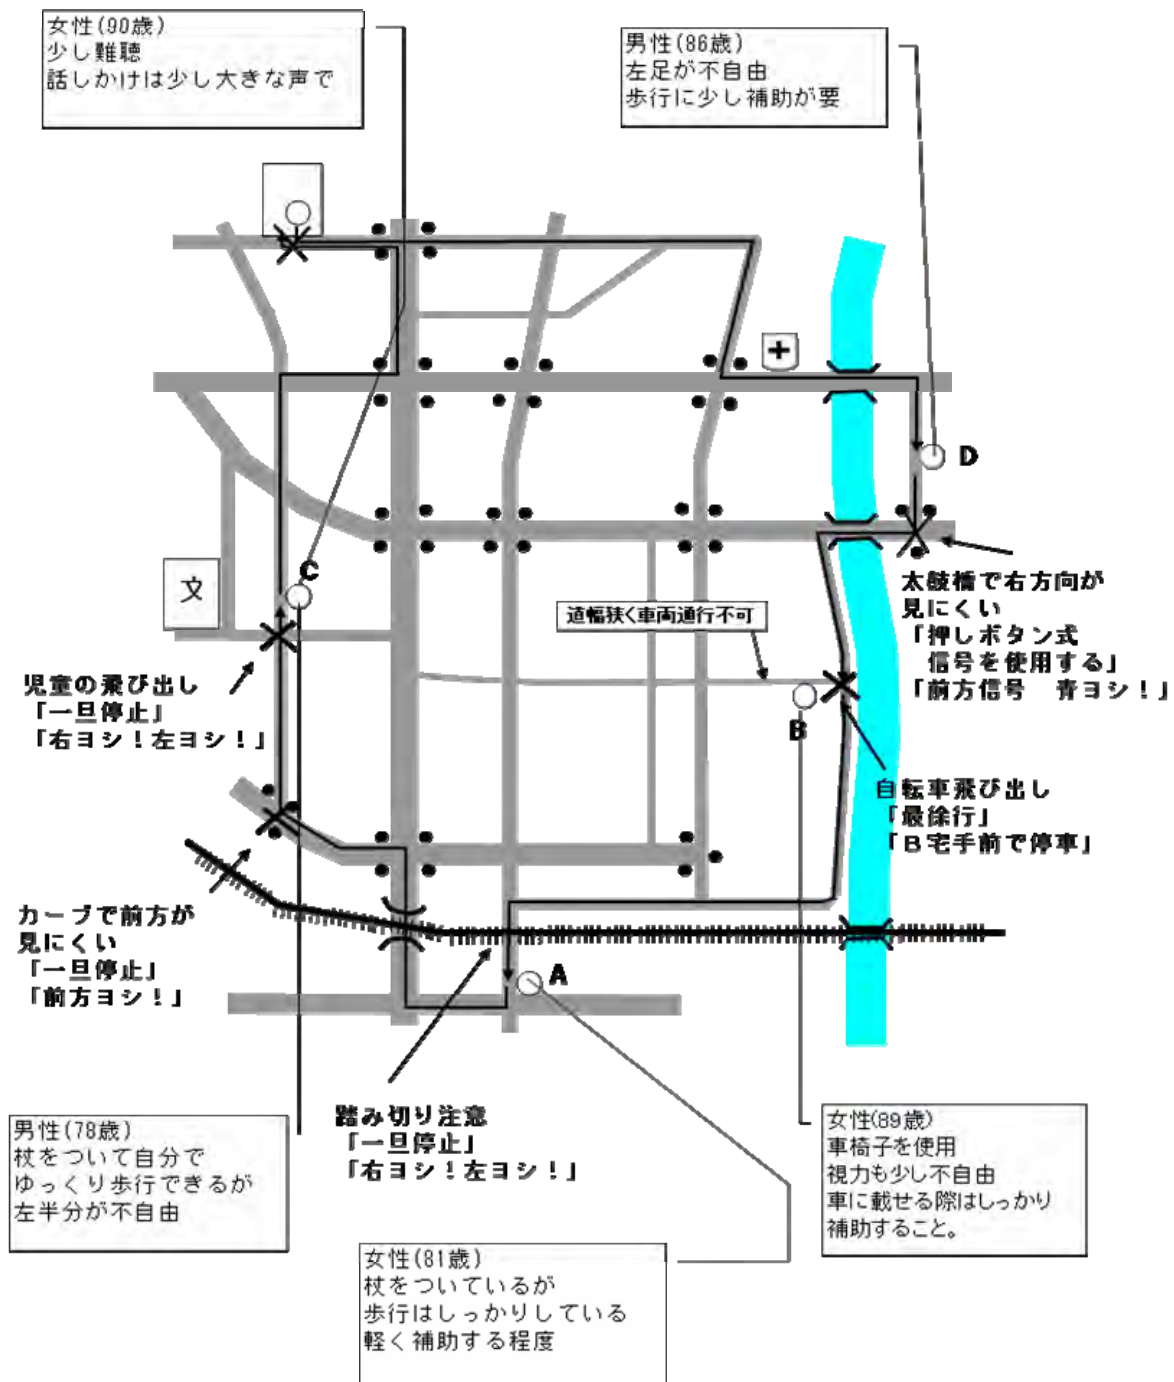 女性(90歳)
少し難聴
話しかけは少し大きな声で
男性(86歳)
左足が不自由
歩行に少し補助が要
D
C
文
道幅狭く車両通行不可
太鼓橋で右方向が
見にくい
「押しボタン式
信号を使用する」
「前方信号 青ヨシ！」
児童の飛び出し
「一旦停止」
「右ヨシ！左ヨシ！」
B
自転車飛び出し
「最徐行」
「B宅手前で停車」
カーブで前方が
見にくい
「一旦停止」
「前方ヨシ！」
A
踏み切り注意
「一旦停止」
「右ヨシ！左ヨシ！」
男性(78歳)
杖をついて自分で
ゆっくり歩行できるが
左半分が不自由
女性(89歳)
車椅子を使用
視力も少し不自由
車に載せる際はしっかり
補助すること。
女性(81歳)
杖をついているが
歩行はしっかりしている
軽く補助する程度